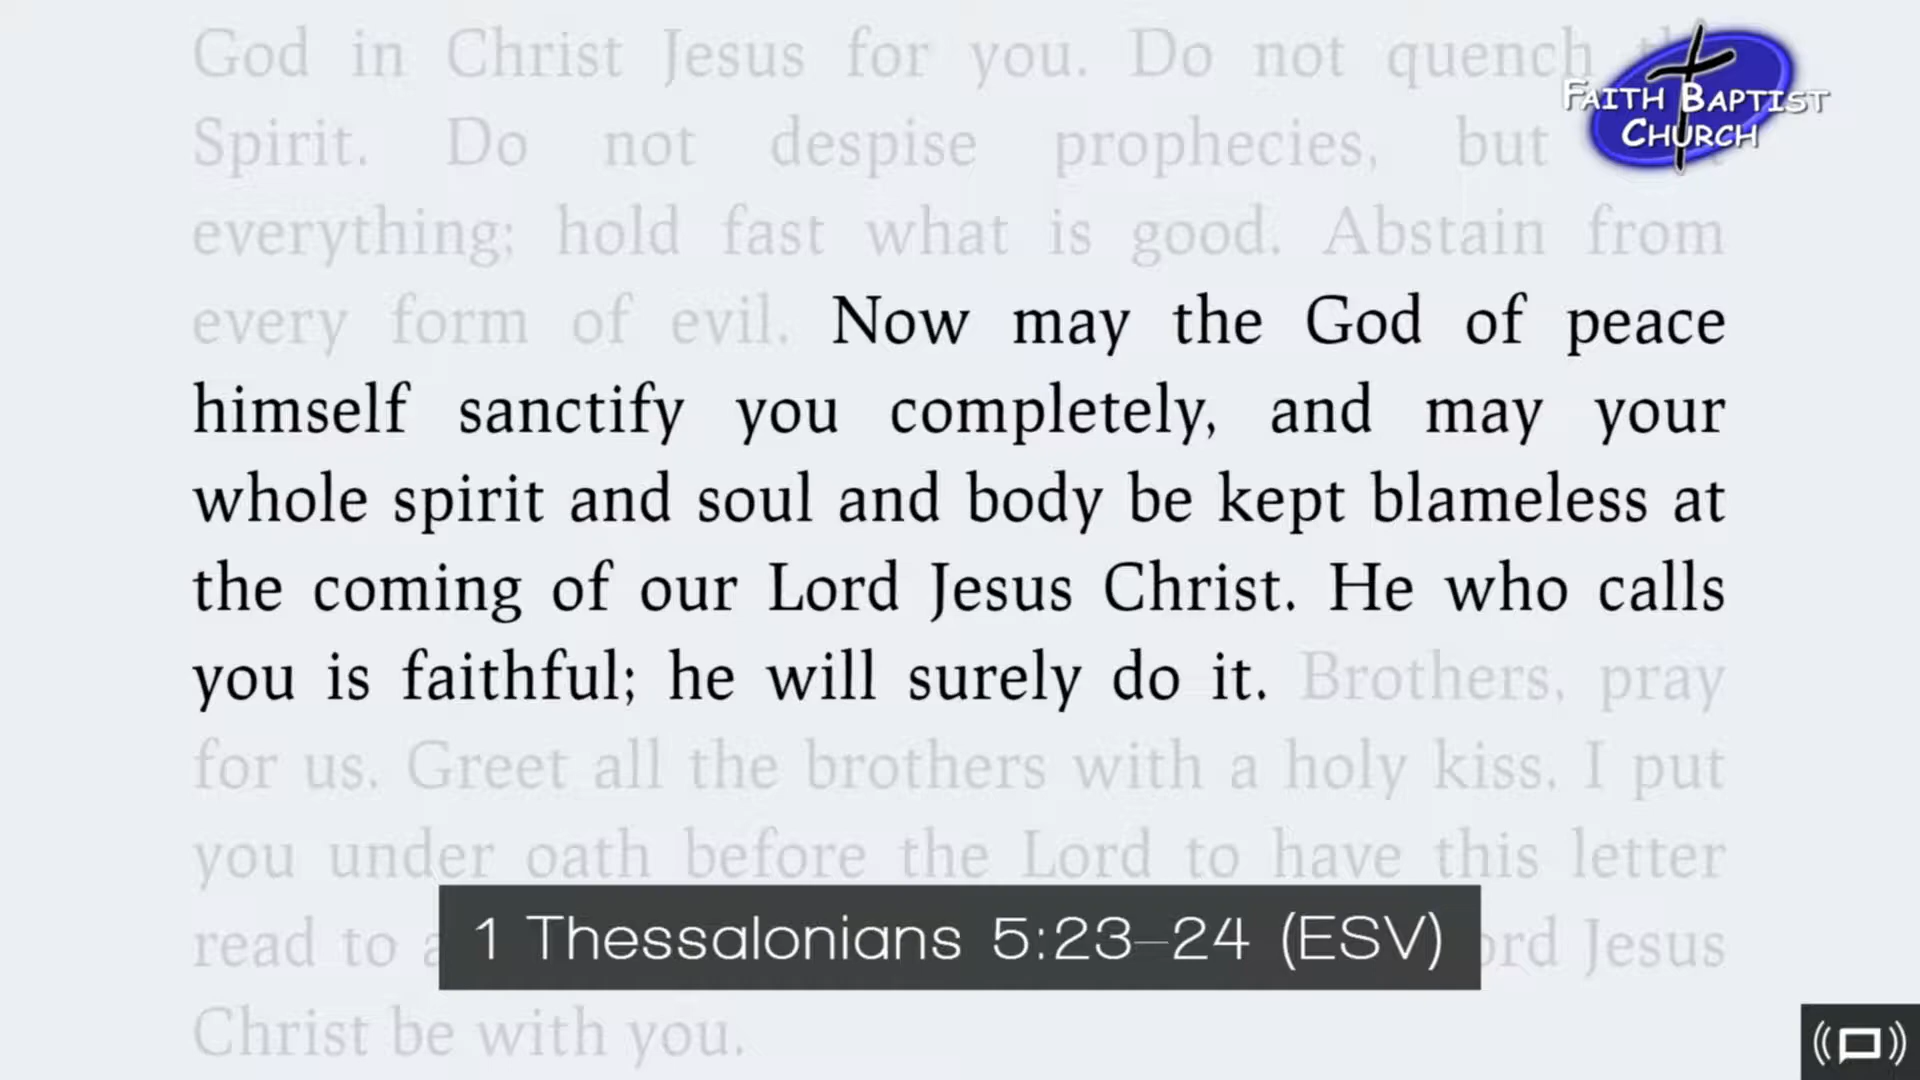 God in Christ Jesus for you. Do not quench
Spirit. Do not despise prophecies, but
everything; hold fast what is good. Abstain from
every form of evil. Now may the God of peace
himself sanctify you completely, and may your
whole spirit and soul and body be kept blameless at
the coming of our Lord Jesus Christ. He who calls
you is faithful; he will surely do it. Brothers, pray
for us. Greet all the brothers with a holy kiss. I put
you under oath before the Lord to have this letter
read to Jesus
Christ be with you.
FAITH BAPTIST
CHURCH
1 Thessalonians 5:23–24 (ESV)